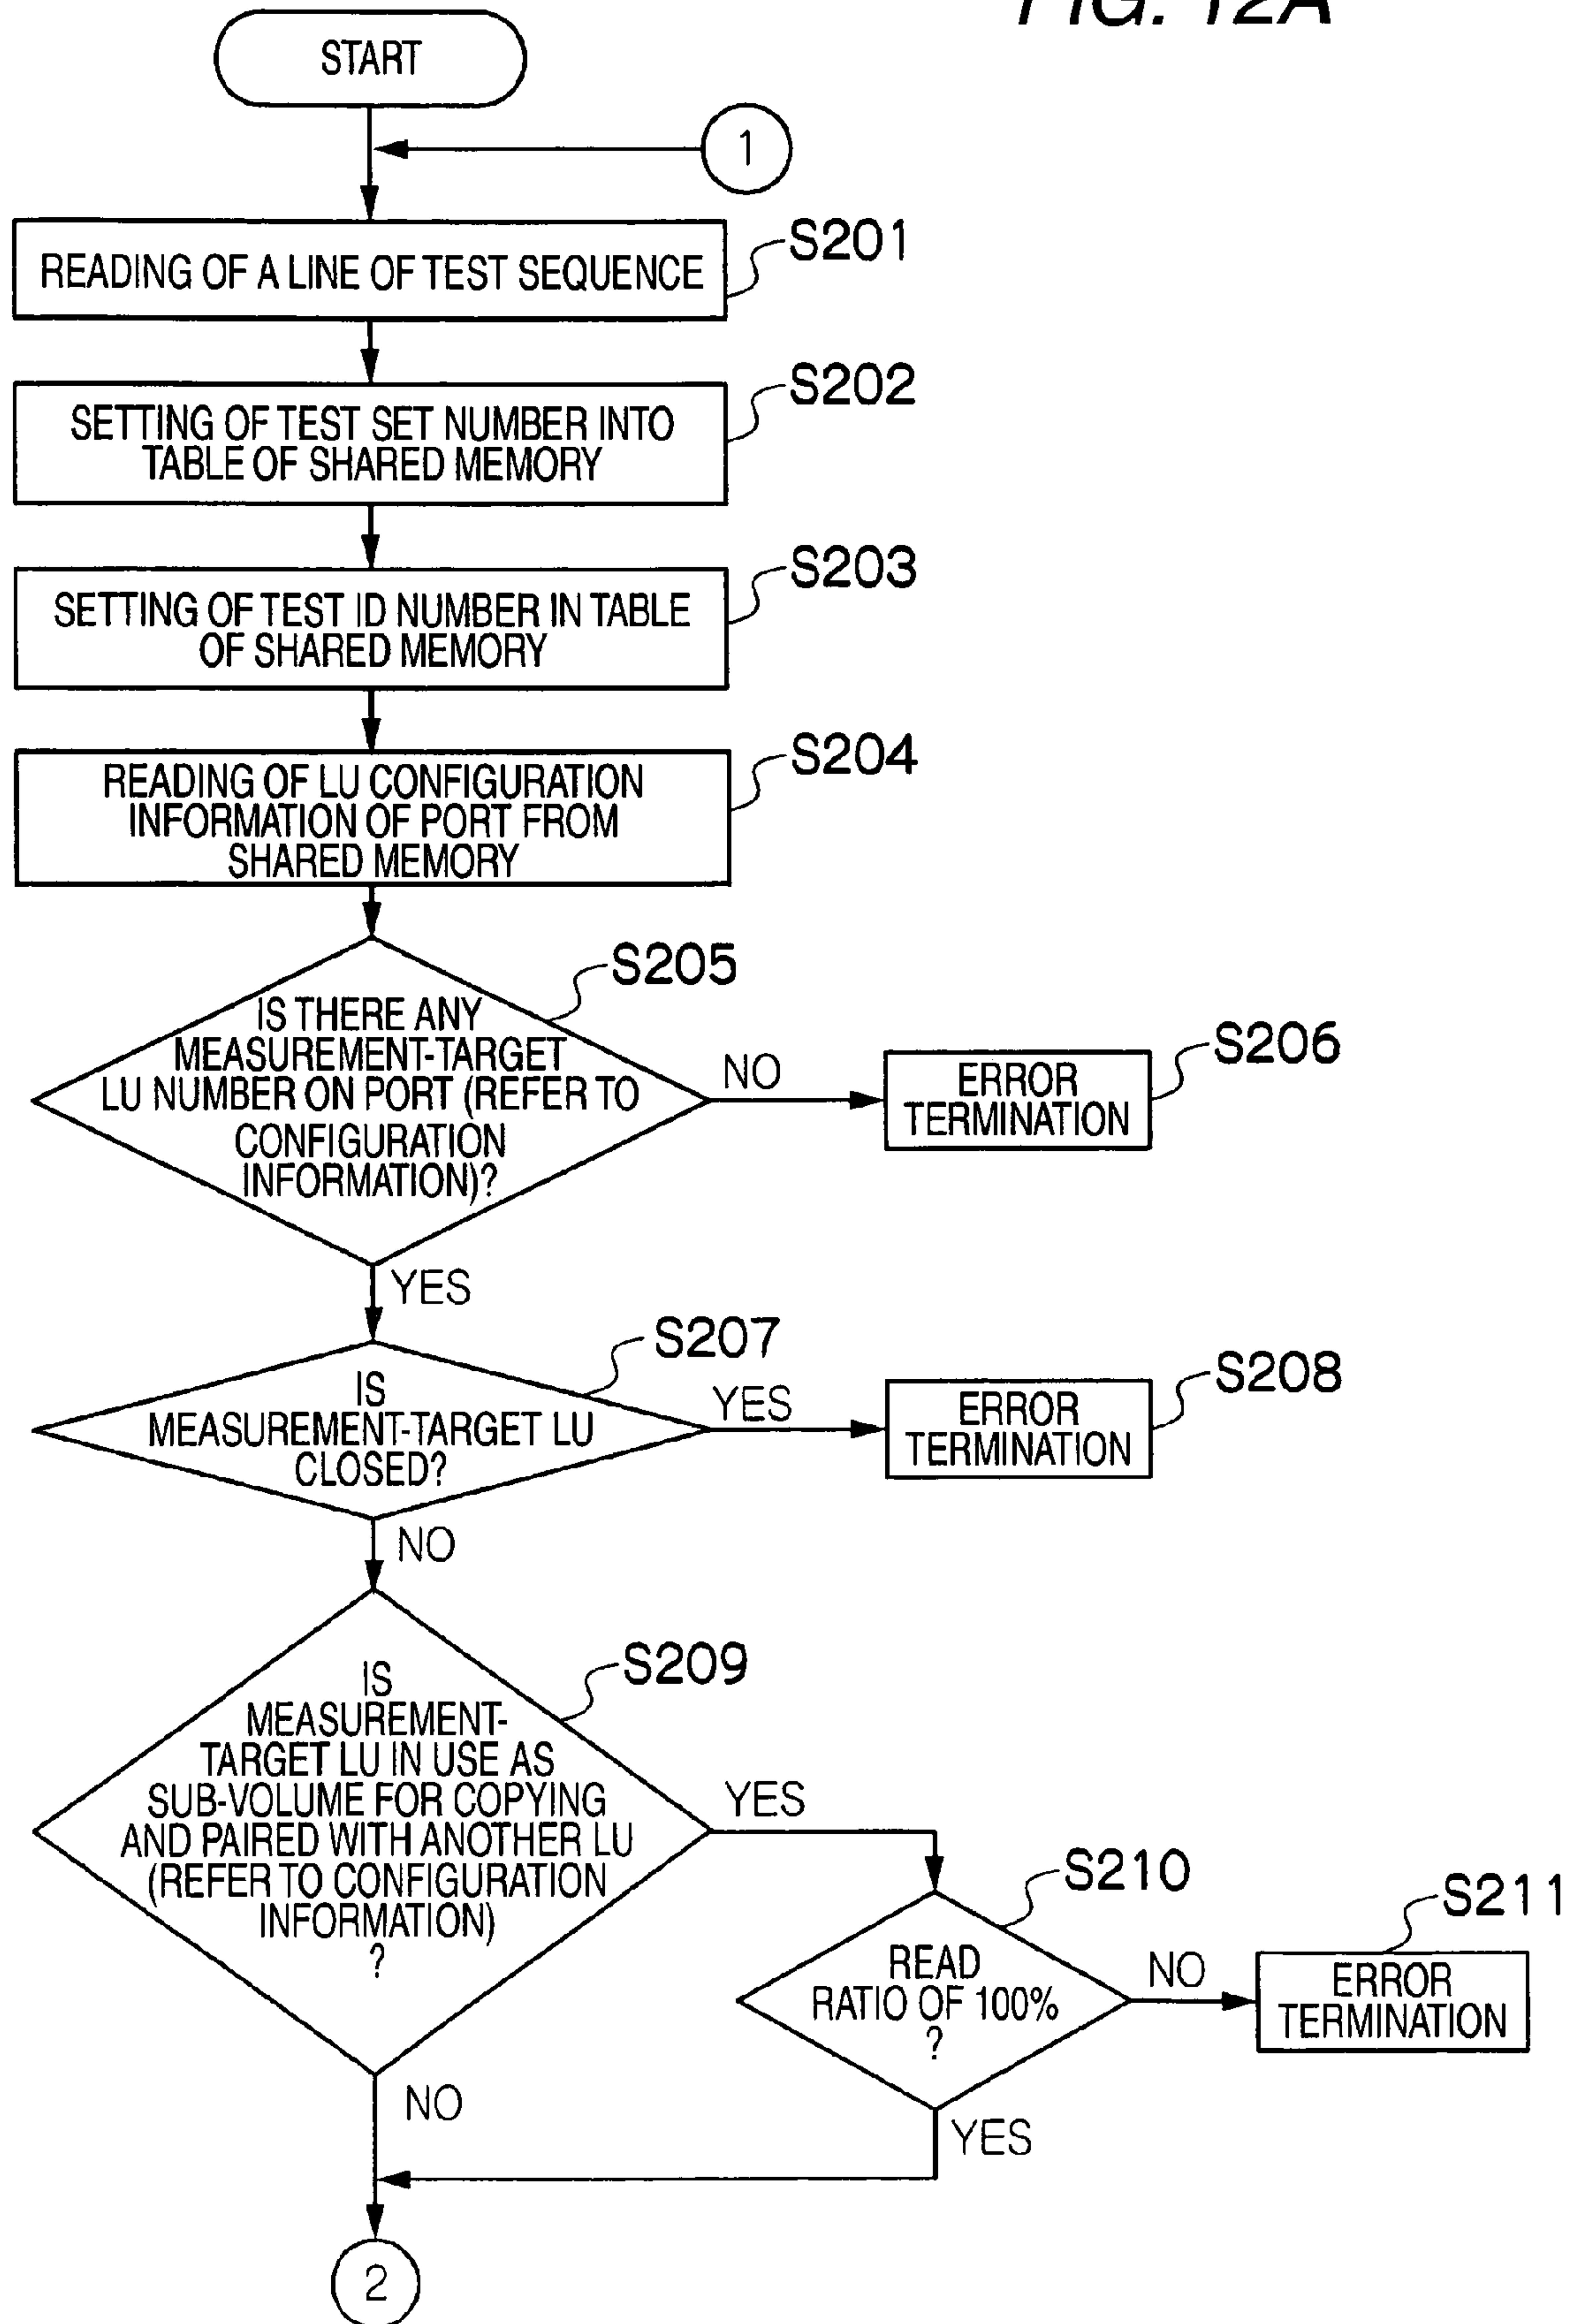 FIG. 12A
START
1
S201
READING OF A LINE OF TEST SEQUENCE
S202
SETTING OF TEST SET NUMBER INTO
TABLE OF SHARED MEMORY
S203
SETTING OF TEST ID NUMBER IN TABLE
OF SHARED MEMORY
S204
READING OF LU CONFIGURATION
INFORMATION OF PORT FROM
SHARED MEMORY
S205
IS THERE ANY
MEASUREMENT-TARGET
LU NUMBER ON PORT (REFER TO
CONFIGURATION
INFORMATION)?
NO
S206
ERROR
TERMINATION
YES
S207
IS
MEASUREMENT-TARGET LU
CLOSED?
YES
S208
ERROR
TERMINATION
NO
S209
IS
MEASUREMENT-
TARGET LU IN USE AS
SUB-VOLUME FOR COPYING
AND PAIRED WITH ANOTHER LU
(REFER TO CONFIGURATION
INFORMATION)
?
YES
S210
READ
RATIO OF 100%
?
NO
S211
ERROR
TERMINATION
NO
YES
2